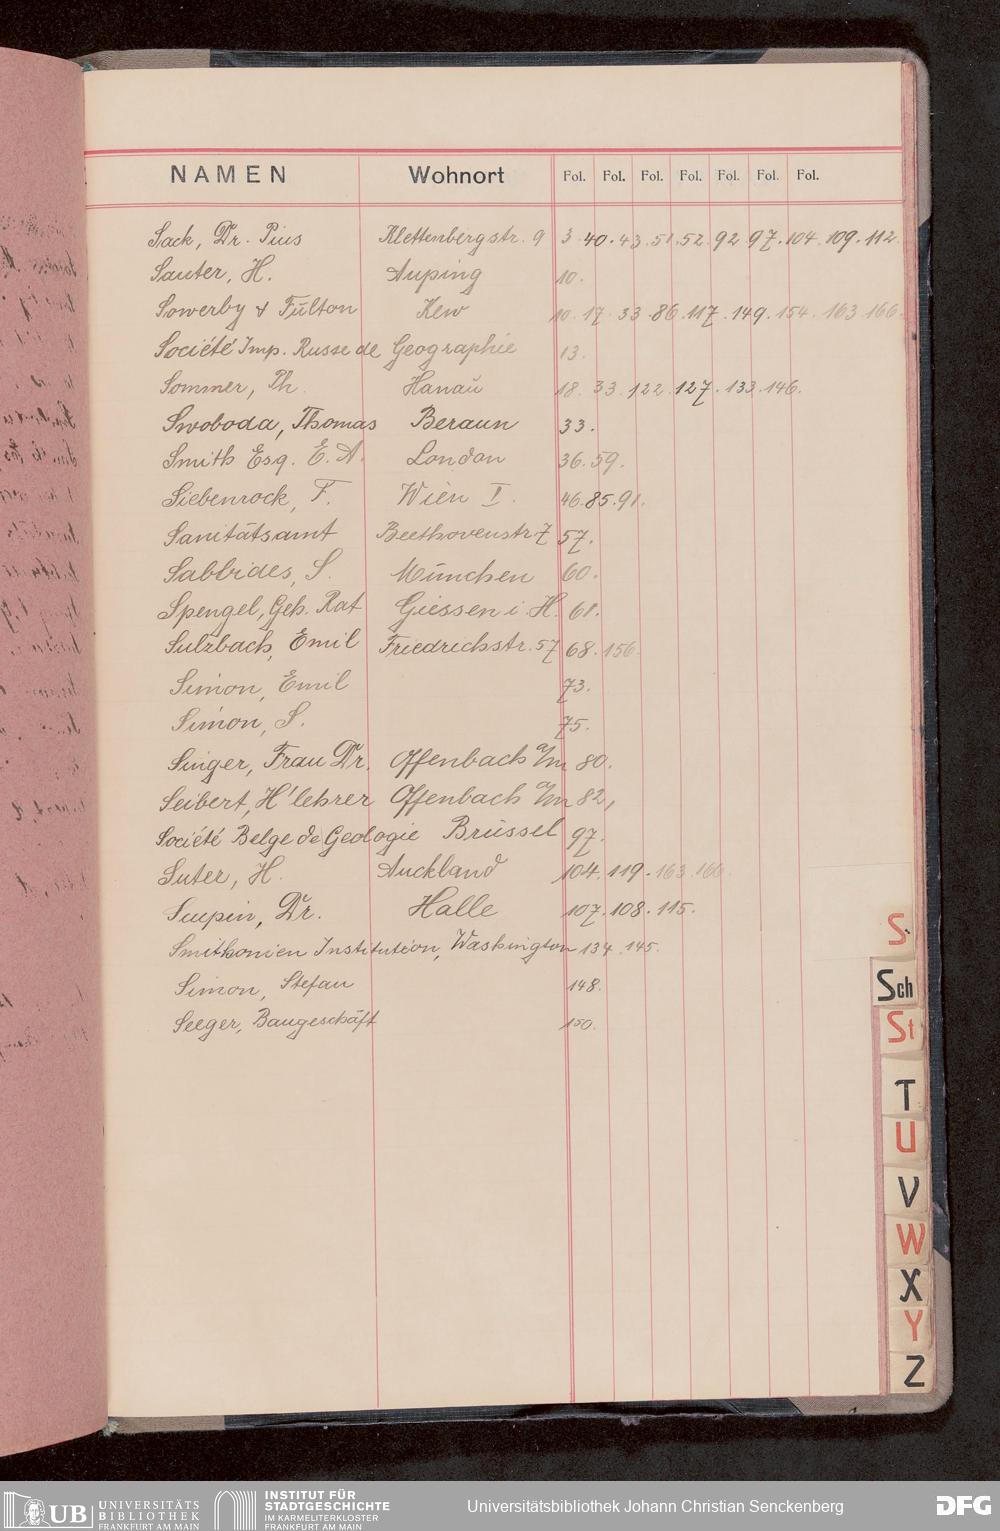 NAMEN Wohnort Fol. Fol. Fol. Fol. Fol. Fol. Fol.
Sack, Dr. Pius Klettenbergstr. 9 3. 40. 43. 51. 52. 92. 97. 104. 109. 112.
Sauter, H. Anping 10.
Sowerby & Fulton Kew 10. 17. 33. 86. 117. 149. 154. 163. 166.
Société Imp. Russe de Geographie 13.
Sommer, Th. Hanau 18. 33. 122. 127. 133. 146.
Swoboda, Thomas Beraun 33.
Smith Esq. E. A. London 36. 59.
Siebenrock, F. Wien I. 46. 85. 91.
Sanitätsamt Beethovenstr 7 57.
Sabbides, S. München 60.
Spengel, Geh. Rat Giessen i. H. 61.
Sulzbach, Emil Friedrichstr. 57 68. 156.
Simon, Emil 73.
Simon, S. 75.
Singer, Frau Dr. Offenbach a/m 80.
Seibert, H'lehrer Offenbach a/m 82,
Société Belge de Geologie Brüssel 97.
Suter, H. Auckland 104. 119. 163. 166.
Supin, Dr. Halle 107. 108. 115.
Smithonien Institution, Washington 134. 145.
Simon, Stefan 148.
Seeger, Baugeschäft 150.
S
Sch
St
T
U
V
W
X
Y
Z
UB UNIVERSITÄTS
BIBLIOTHEK
FRANKFURT AM MAIN
INSTITUT FÜR
STADTGESCHICHTE
IM KARMELITERKLOSTER
FRANKFURT AM MAIN
Universitätsbibliothek Johann Christian Senckenberg
DFG